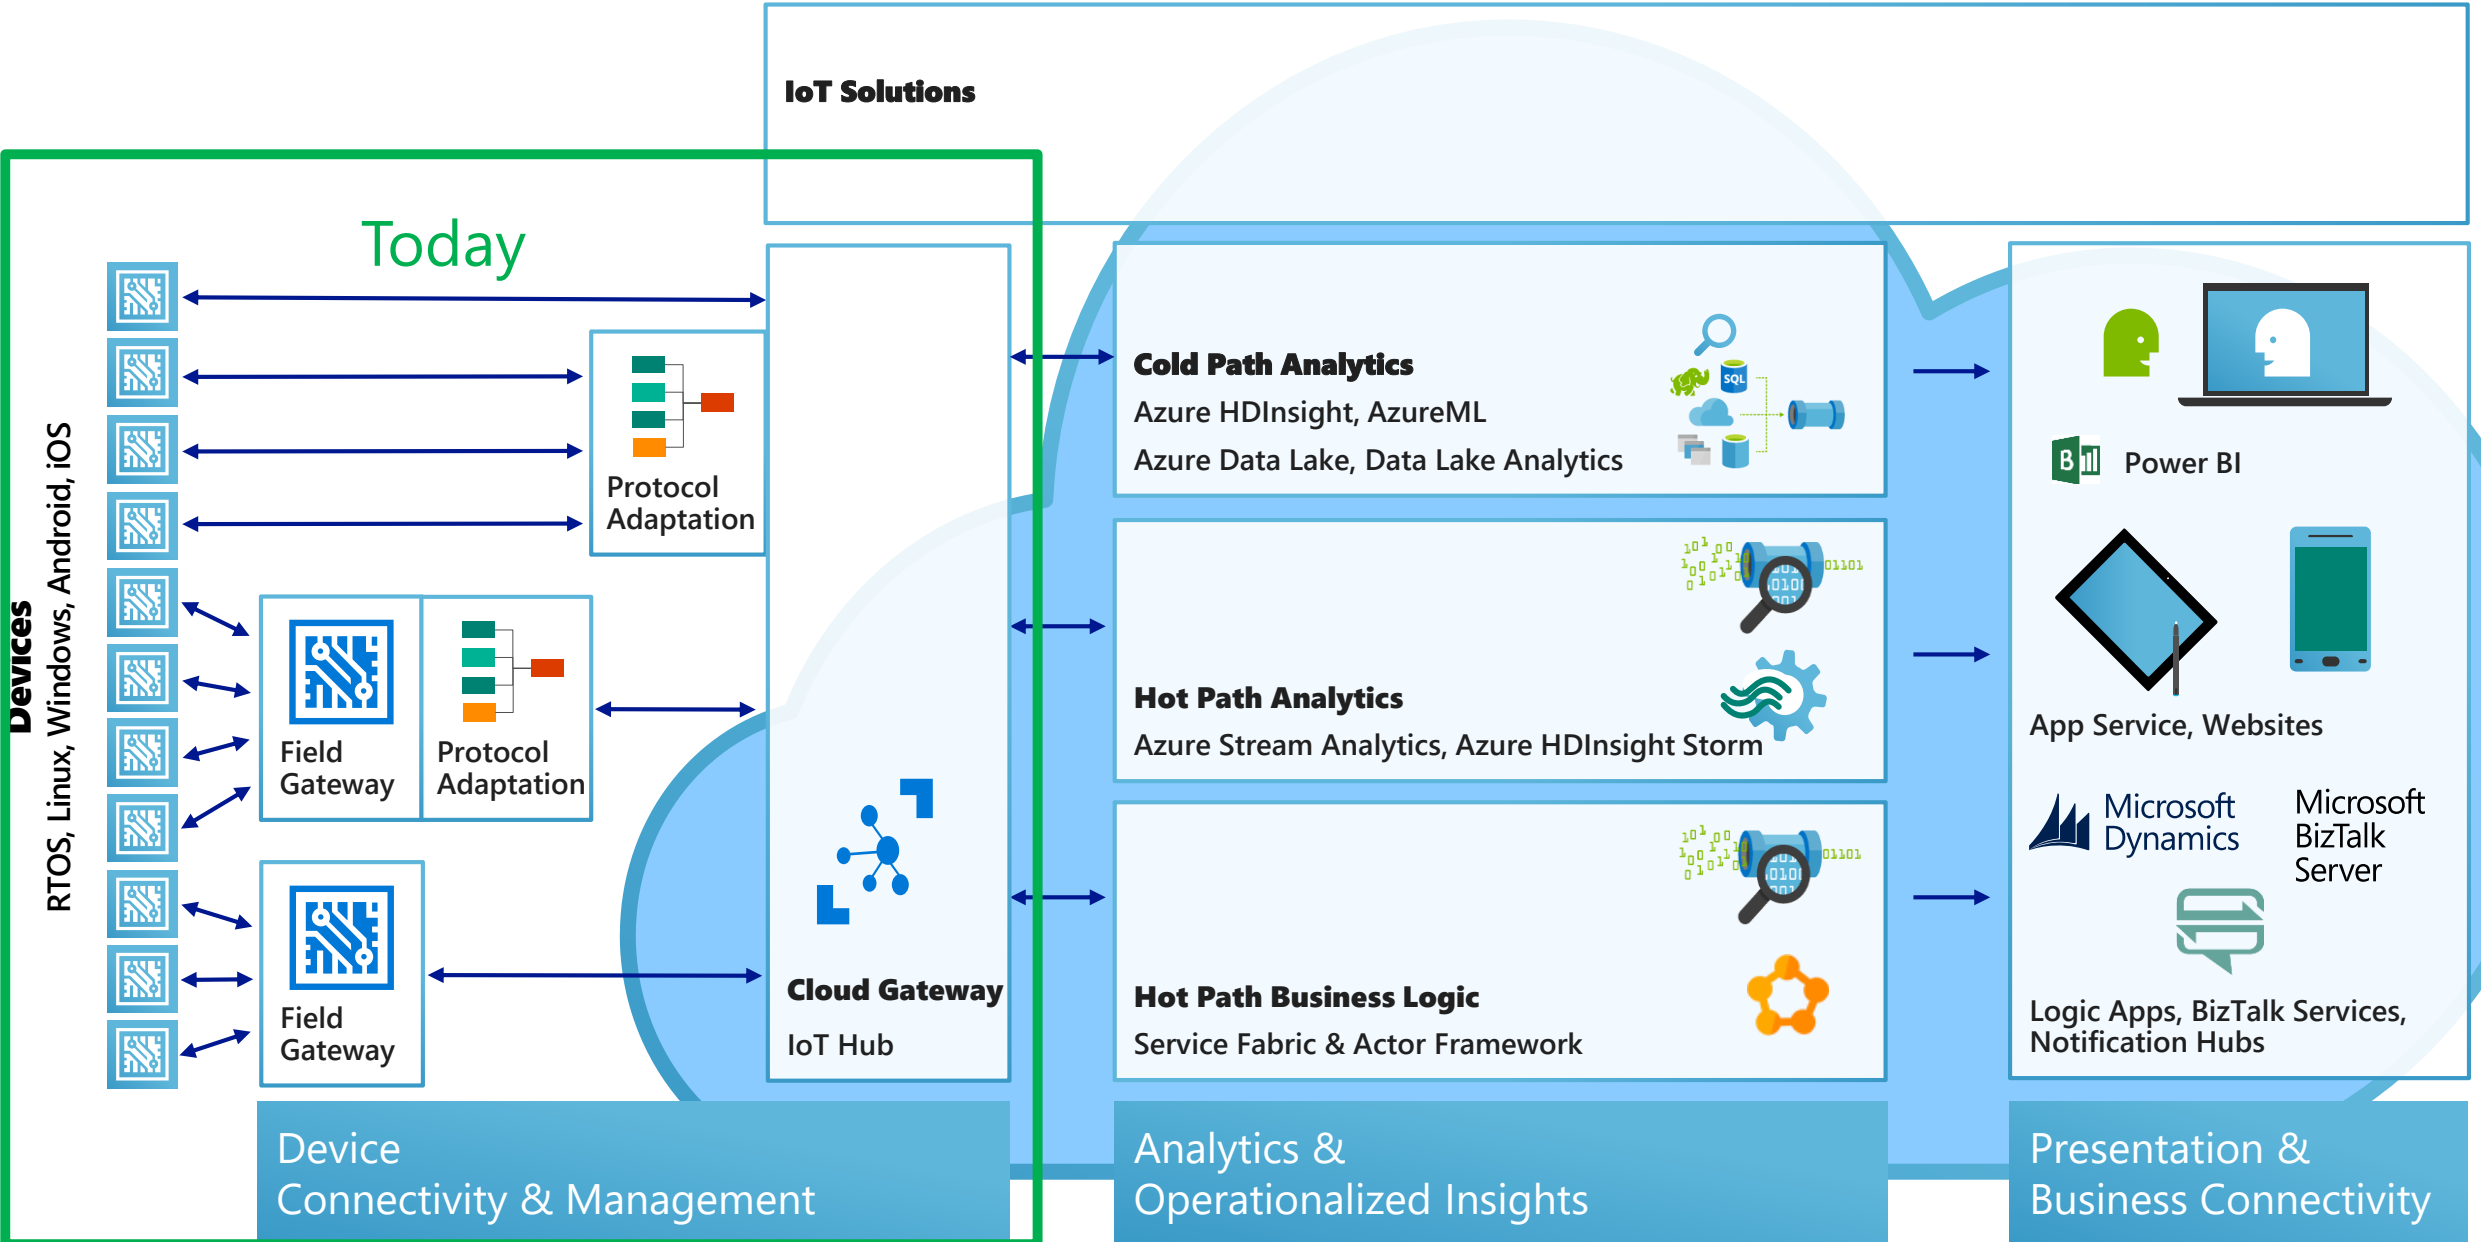 IoT Solutions
Today
Devices
RTOS, Linux, Windows, Android, iOS
Protocol
Adaptation
Field
Gateway
Protocol
Adaptation
Field
Gateway
Cloud Gateway
IoT Hub
Device
Connectivity & Management
Cold Path Analytics
Azure HDInsight, AzureML
Azure Data Lake, Data Lake Analytics
SQL
Hot Path Analytics
Azure Stream Analytics, Azure HDInsight Storm
01101
Hot Path Business Logic
Service Fabric & Actor Framework
01101
Analytics &
Operationalized Insights
B
Power BI
App Service, Websites
Microsoft
Dynamics
Microsoft
BizTalk
Server
Logic Apps, BizTalk Services,
Notification Hubs
Presentation &
Business Connectivity